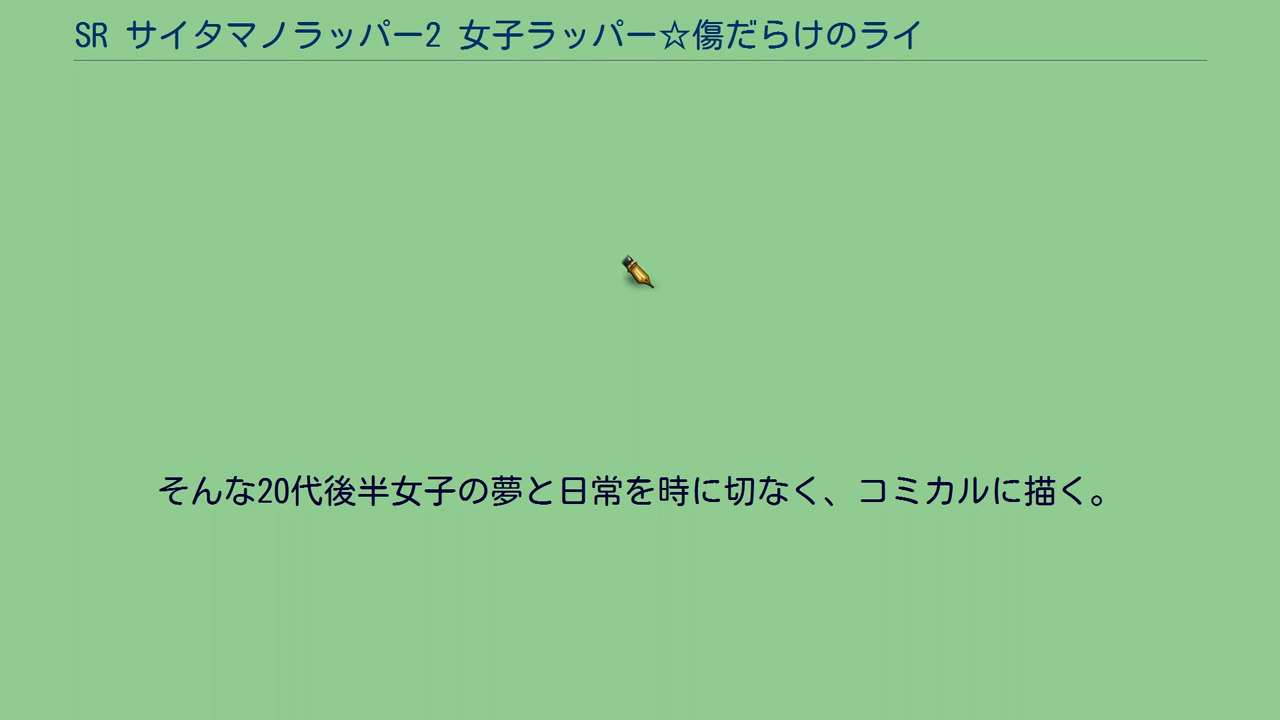 SR サイタマノラッパー2 女子ラッパー☆傷だらけのライ
そんな20代後半女子の夢と日常を時に切なく、コミカルに描く。